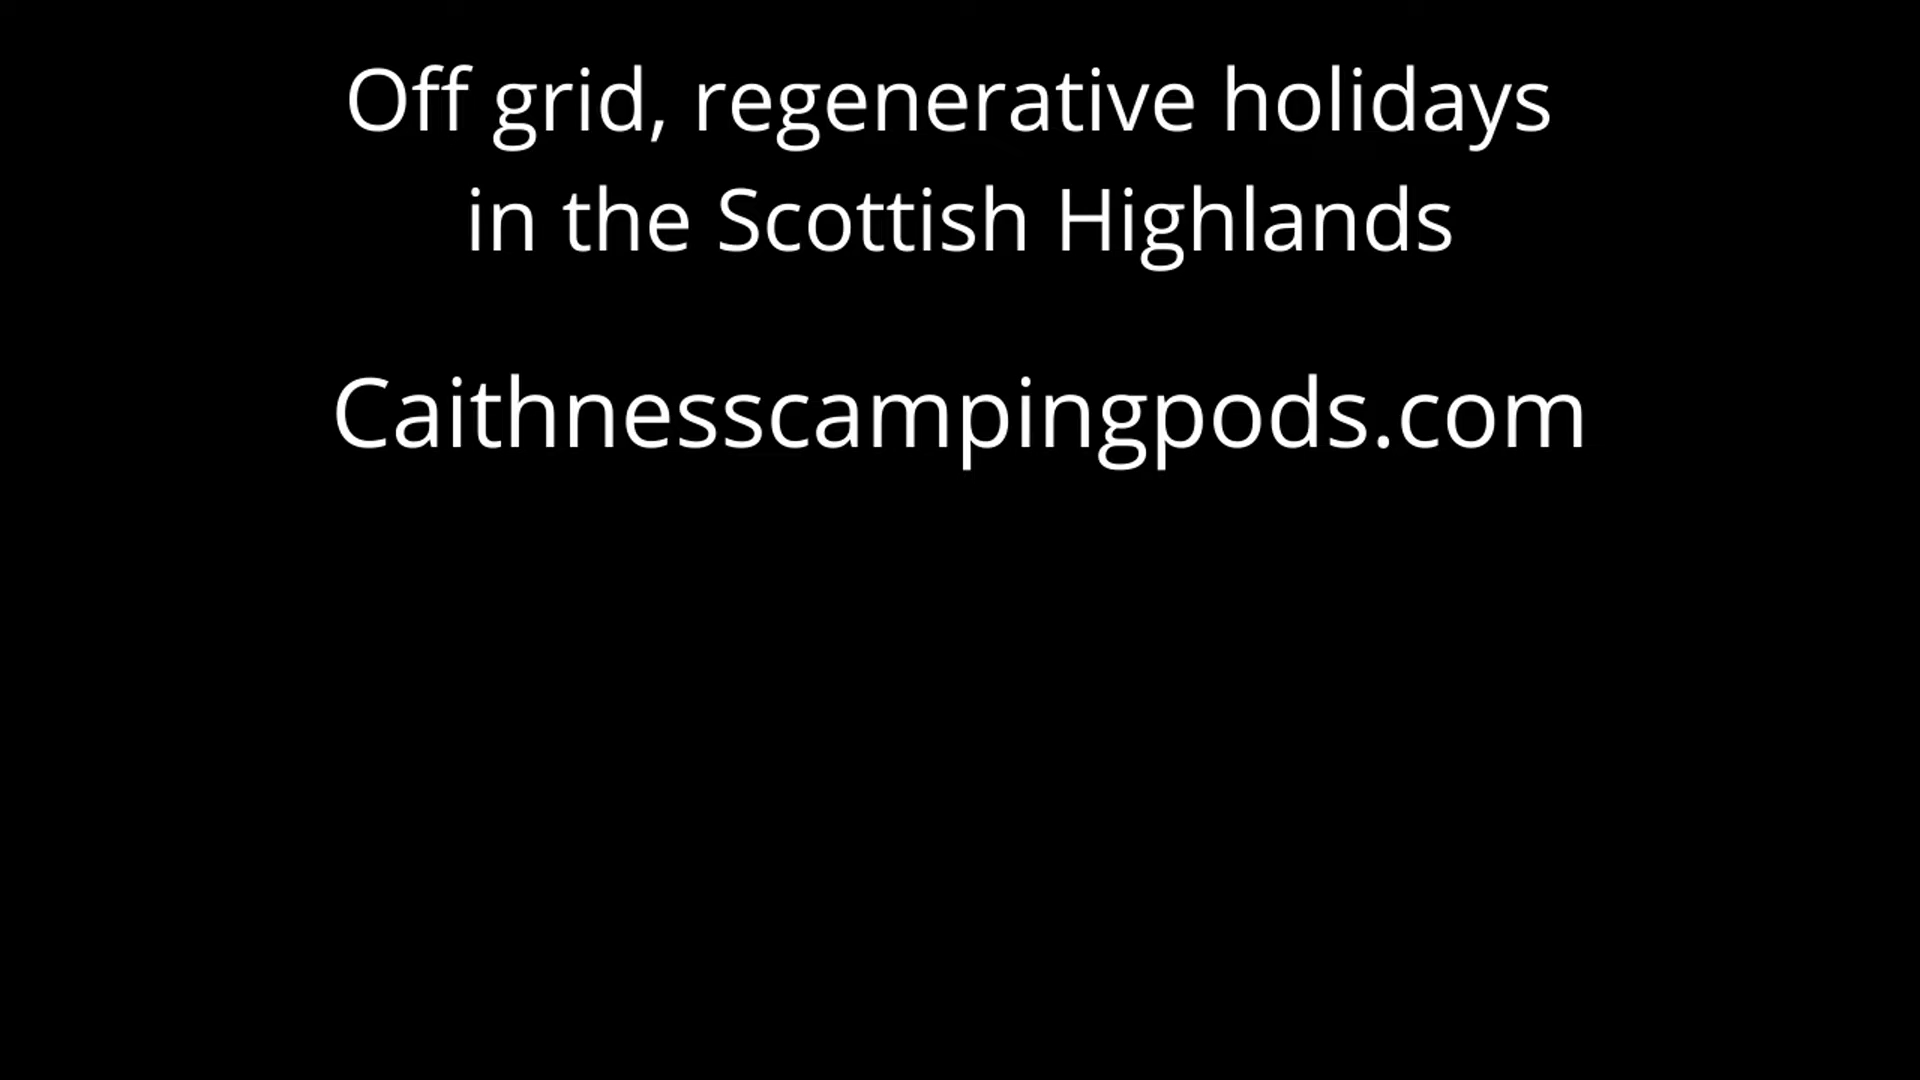 Off grid, regenerative holidays
in the Scottish Highlands
Caithnesscampingpods.com